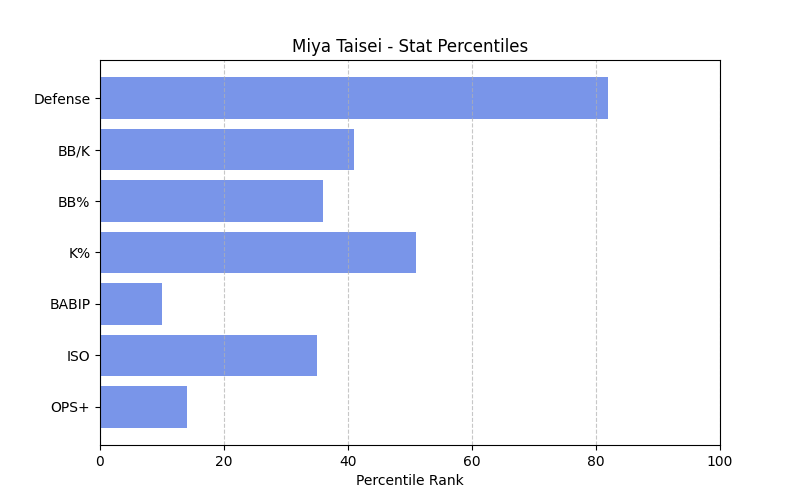 Miya Taisei - Stat Percentiles
Defense
BB/K
BB%
K%
BABIP
ISO
OPS+
0 20 40 60 80 100
Percentile Rank